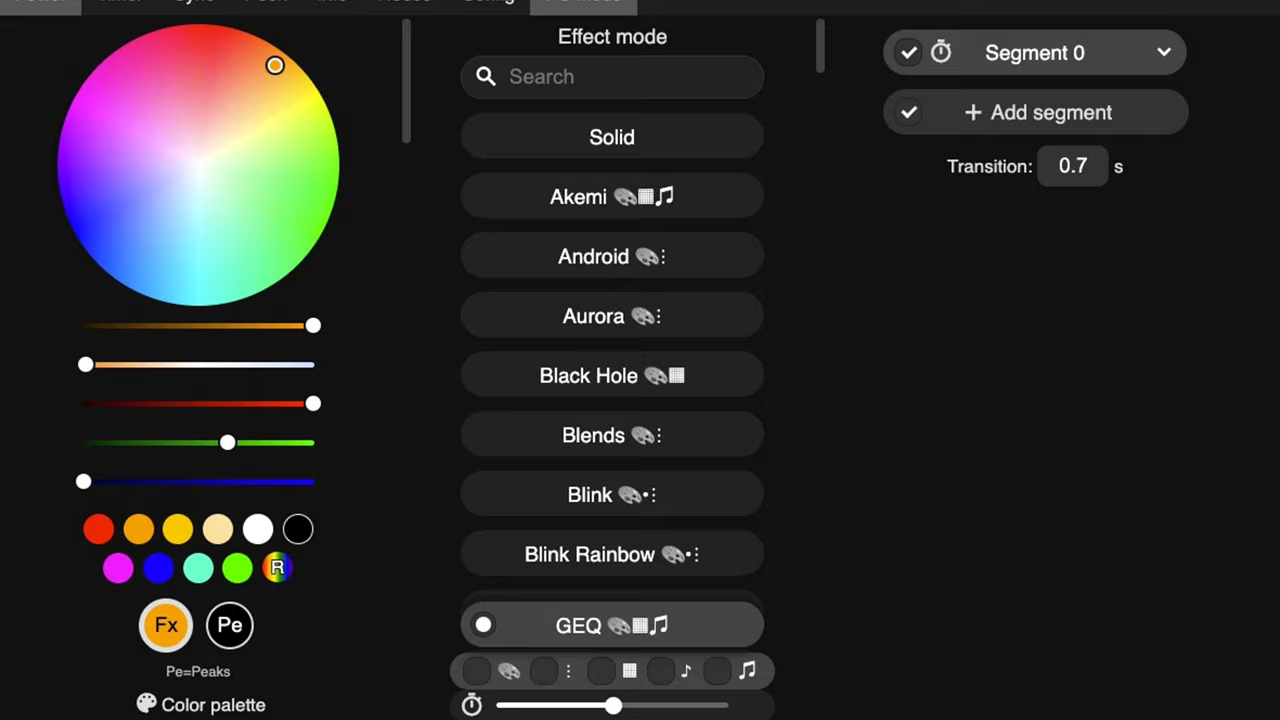 Effect mode
Search
Solid
Akemi
Android
Aurora
Black Hole
Blends
Blink
Blink Rainbow
GEQ
R
Fx
Pe
Pe=Peaks
Color palette
Segment 0
+ Add segment
Transition: 0.7 s